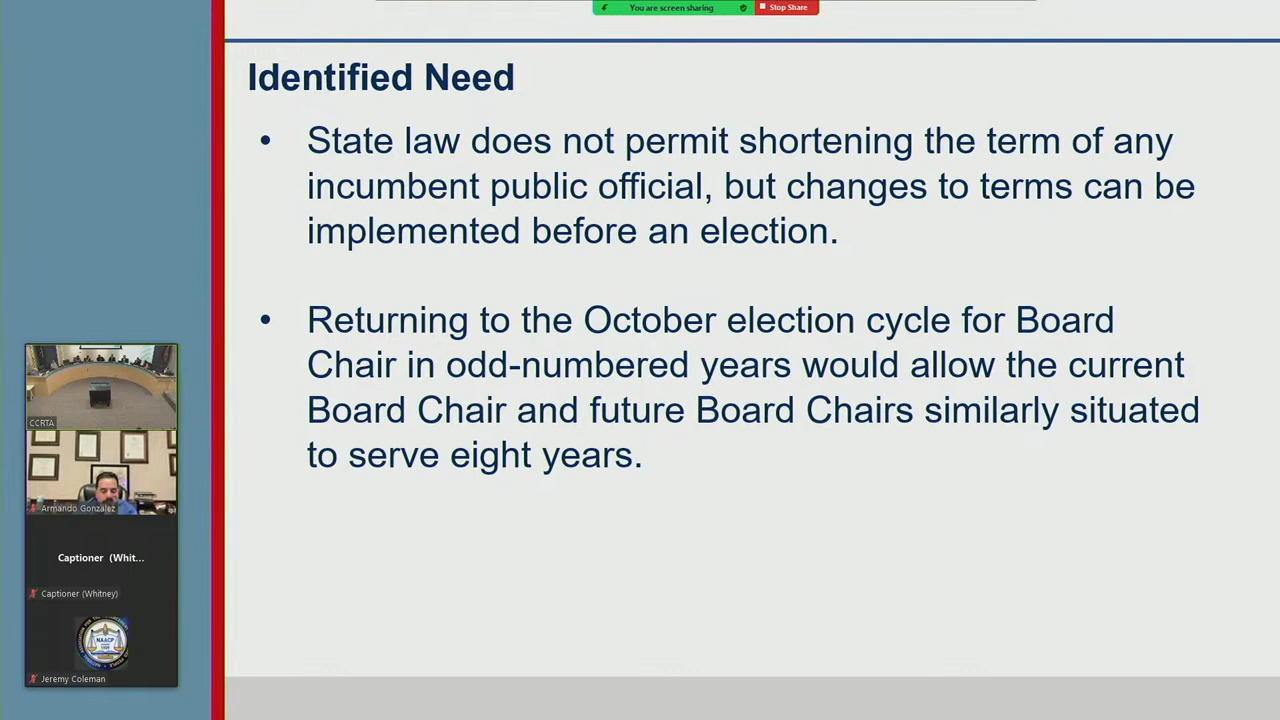 You are screen sharing
Stop Share
Identified Need
• State law does not permit shortening the term of any
incumbent public official, but changes to terms can be
implemented before an election.
• Returning to the October election cycle for Board
Chair in odd-numbered years would allow the current
Board Chair and future Board Chairs similarly situated
to serve eight years.
CCRTA
Armando Gonzalez
Captioner (Whit...
Captioner (Whitney)
NAACP
Jeremy Coleman